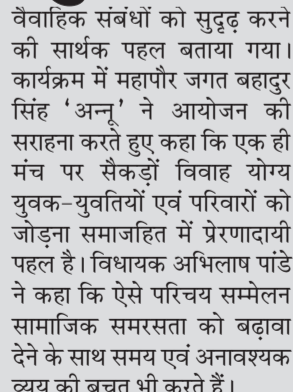 वैवाहिक संबंधों को सुदृढ़ करने
की सार्थक पहल बताया गया।
कार्यक्रम में महापौर जगत बहादुर
सिंह ‘अन्नू’ ने आयोजन की
सराहना करते हुए कहा कि एक ही
मंच पर सैकड़ों विवाह योग्य
युवक-युवतियों एवं परिवारों को
जोड़ना समाजहित में प्रेरणादायी
पहल है। विधायक अभिलाष पांडे
ने कहा कि ऐसे परिचय सम्मेलन
सामाजिक समरसता को बढ़ावा
देने के साथ समय एवं अनावश्यक
व्यय की बचत भी करते हैं।